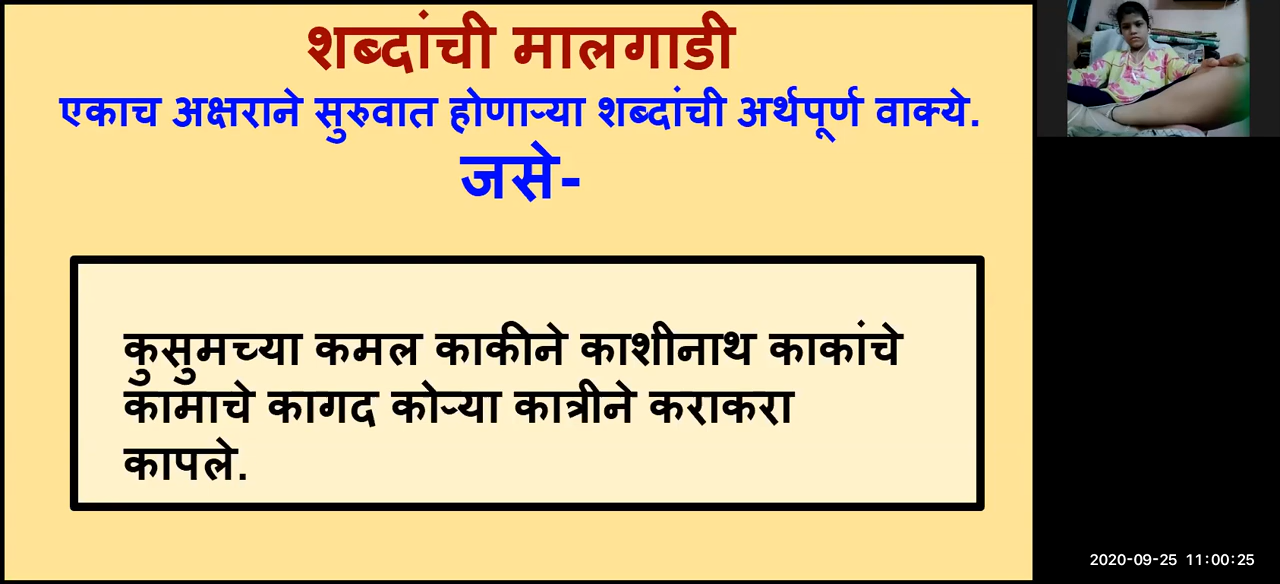 शब्दांची मालगाडी
एकाच अक्षराने सुरुवात होणाऱ्या शब्दांची अर्थपूर्ण वाक्ये.
जसे-
कुसुमच्या कमल काकीने काशीनाथ काकांचे
कामाचे कागद कोऱ्या कात्रीने कराकरा
कापले.
2020-09-25 11:00:25